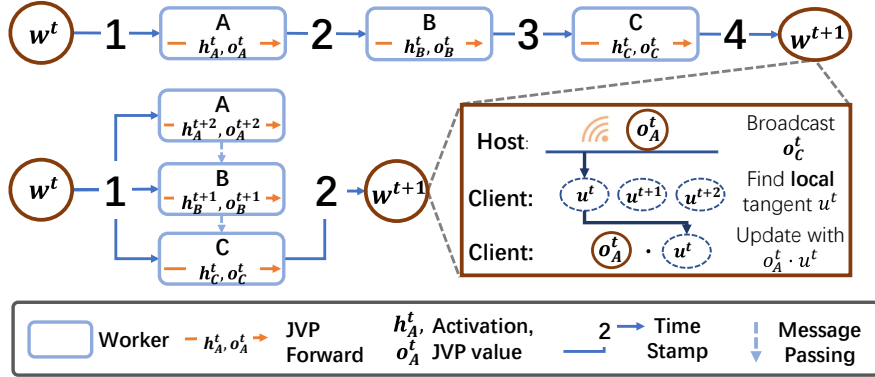 w^t 1 A 2 B 3 C 4 w^{t+1}
h_A^t, o_A^t h_B^t, o_B^t h_C^t, o_C^t
A
h_A^{t+2}, o_A^{t+2}
w^t 1 B 2 w^{t+1}
h_B^{t+1}, o_B^{t+1}
C
h_C^t, o_C^t
Host: o_A^t Broadcast
o_C^t
Client: u^t u^{t+1} u^{t+2} Find local
tangent u^t
Client: o_A^t · u^t Update with
o_A^t · u^t
Worker h_A^t, o_A^t JVP
Forward
h_A^t, Activation,
o_A^t JVP value
2 Time
Stamp
Message
Passing